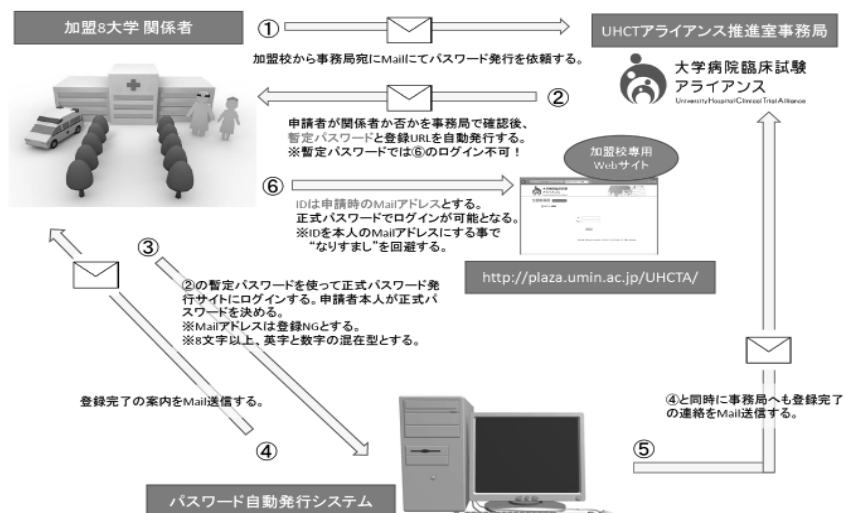 加盟8大学 関係者
①
加盟校から事務局宛にMailにてパスワード発行を依頼する。
UHCTアライアンス推進室事務局
大学病院臨床試験
アライアンス
University Hospital Clinical Trial Alliance
②
申請者が関係者か否かを事務局で確認後、
暫定パスワードと登録URLを自動発行する。
※暫定パスワードでは⑥のログイン不可！
加盟校専用
Webサイト
⑥
IDは申請時のMailアドレスとする。
正式パスワードでログインが可能となる。
※IDを本人のMailアドレスにする事で
“なりすまし”を回避する。
http://plaza.umin.ac.jp/UHCTA/
③
②の暫定パスワードを使って正式パスワード発
行サイトにログインする。申請者本人が正式パ
スワードを決める。
※Mailアドレスは登録NGとする。
※8文字以上、英字と数字の混在型とする。
登録完了の案内をMail送信する。
④
④と同時に事務局へも登録完了
の連絡をMail送信する。
⑤
パスワード自動発行システム